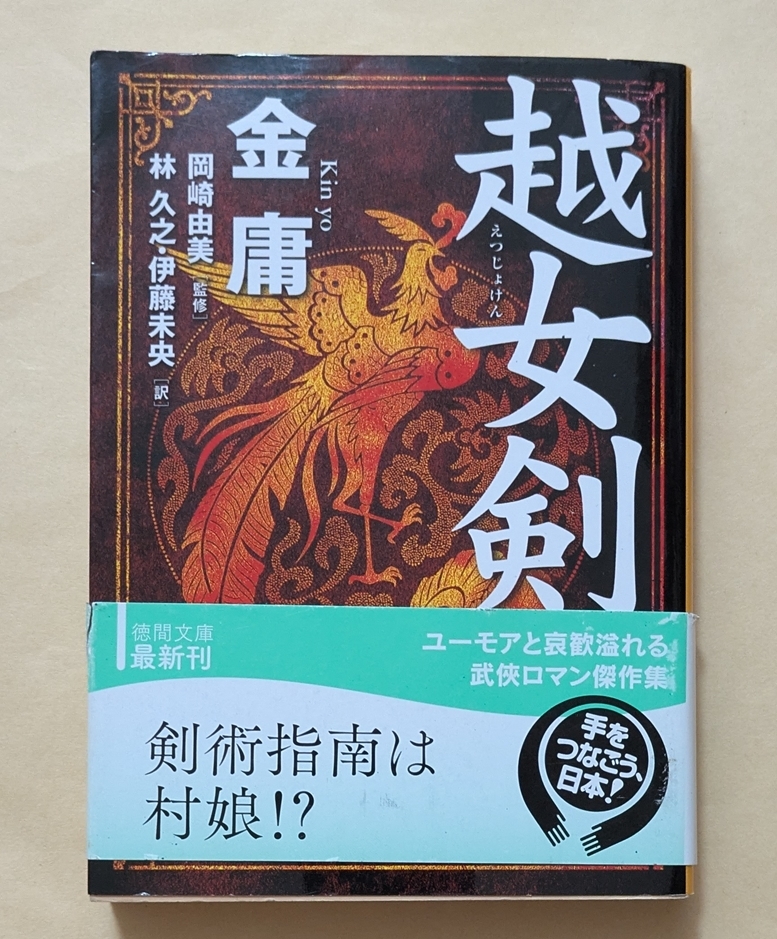 越女剣
えつじょけん
金庸
Kin yo
岡崎由美[監修]
林 久之・伊藤未央[訳]
徳間文庫
最新刊
ユーモアと哀歓溢れる
武侠ロマン傑作集
剣術指南は
村娘!?
手を
つなごう、
日本!